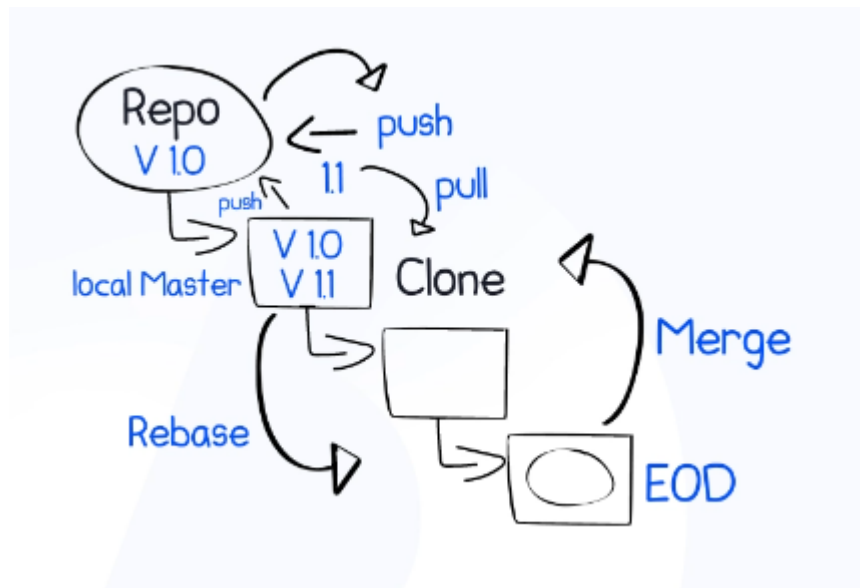 Repo
V 1.0
push
1.1
pull
push
V 1.0
V 1.1
local Master
Clone
Merge
Rebase
EOD